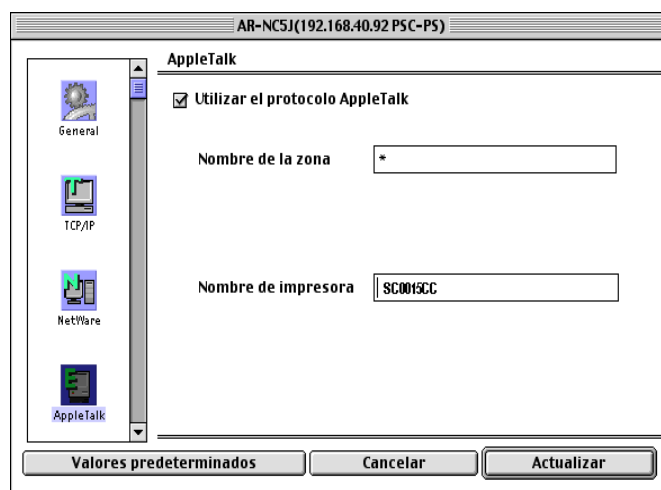 AR-NC5J(192.168.40.92 PSC-PS)
AppleTalk
General
TCP/IP
NetWare
AppleTalk
Utilizar el protocolo AppleTalk
Nombre de la zona
*
Nombre de impresora
SC0015CC
Valores predeterminados
Cancelar
Actualizar